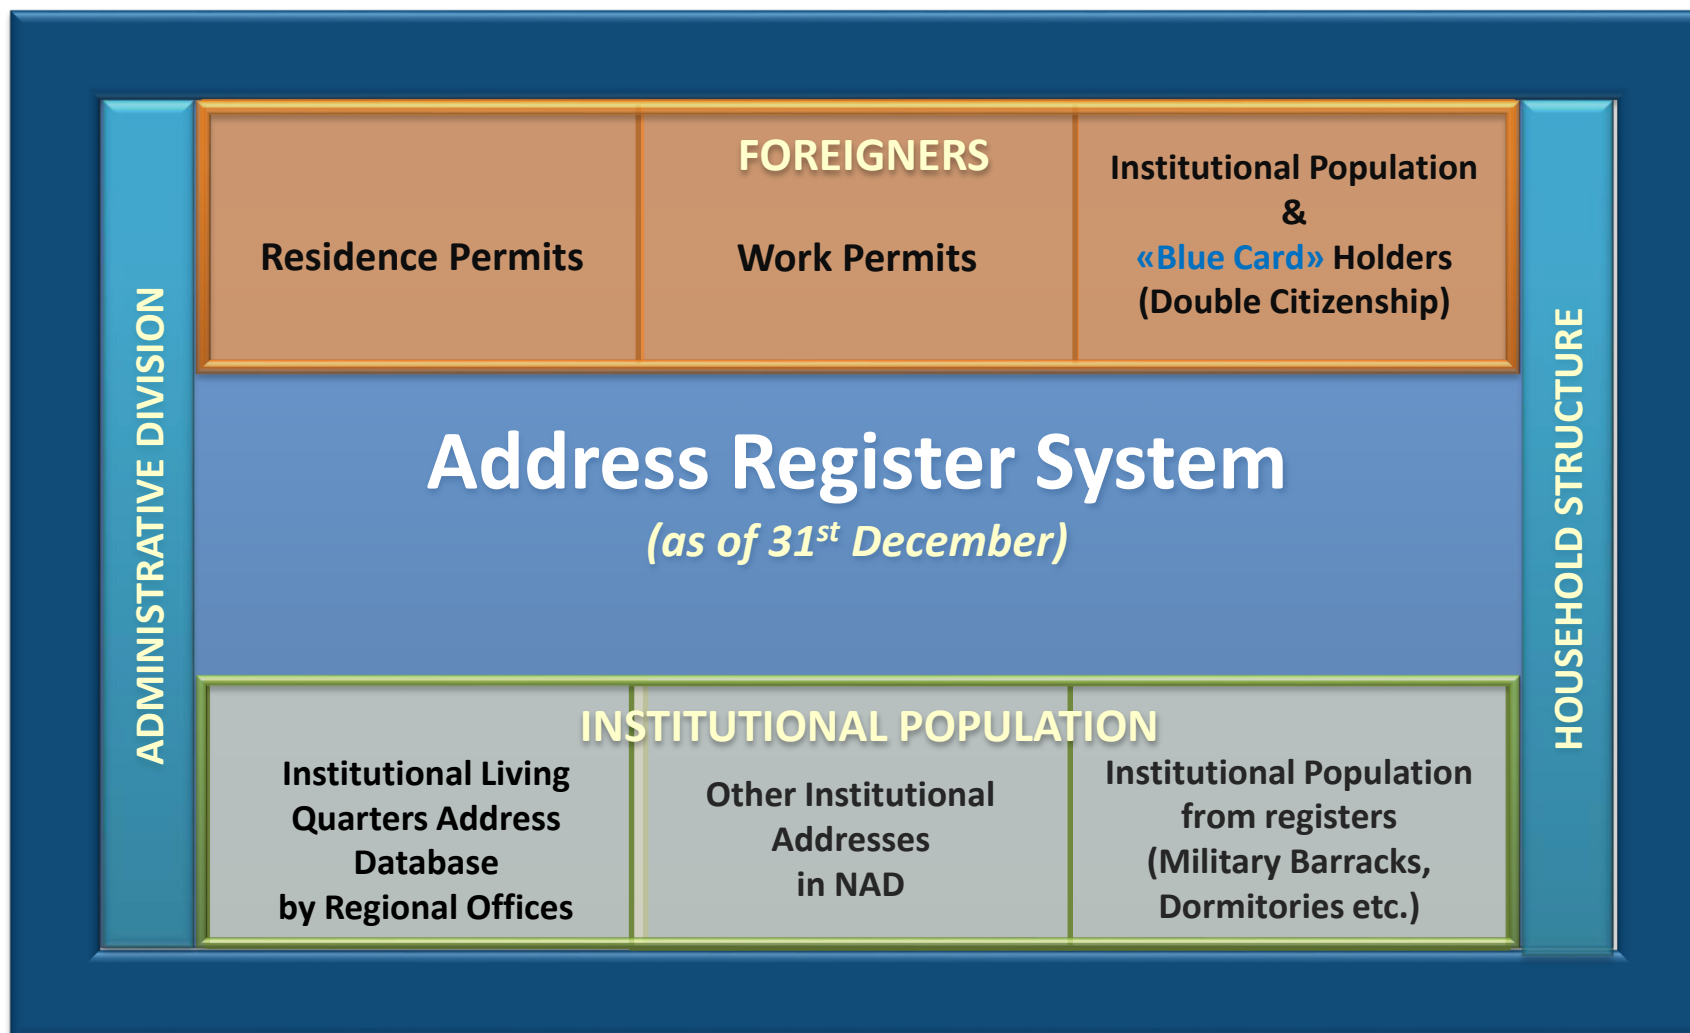 ADMINISTRATIVE DIVISION
FOREIGNERS
Residence Permits
Work Permits
Institutional Population
&
«Blue Card» Holders
(Double Citizenship)
Address Register System
(as of 31st December)
INSTITUTIONAL POPULATION
Institutional Living
Quarters Address
Database
by Regional Offices
Other Institutional
Addresses
in NAD
Institutional Population
from registers
(Military Barracks,
Dormitories etc.)
HOUSEHOLD STRUCTURE